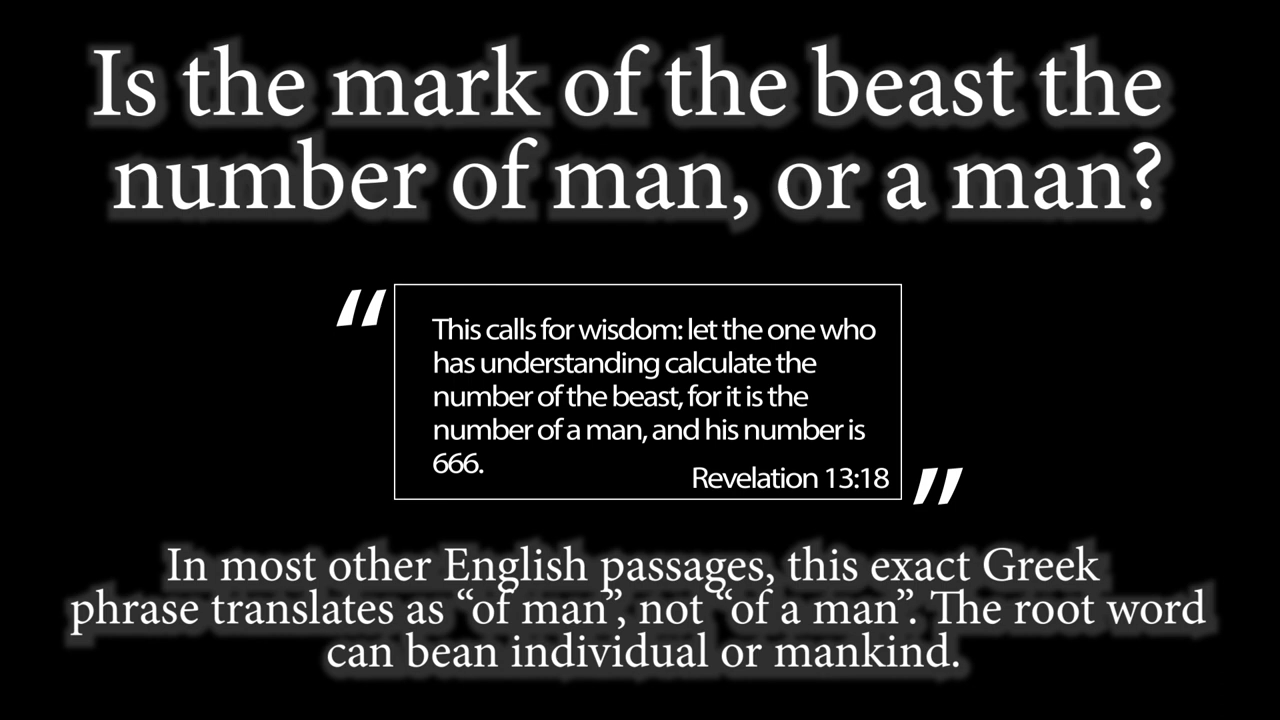 Is the mark of the beast the
number of man, or a man?
“
This calls for wisdom: let the one who
has understanding calculate the
number of the beast, for it is the
number of a man, and his number is
666.
Revelation 13:18
”
In most other English passages, this exact Greek
phrase translates as “of man”, not “of a man”. The root word
can bean individual or mankind.